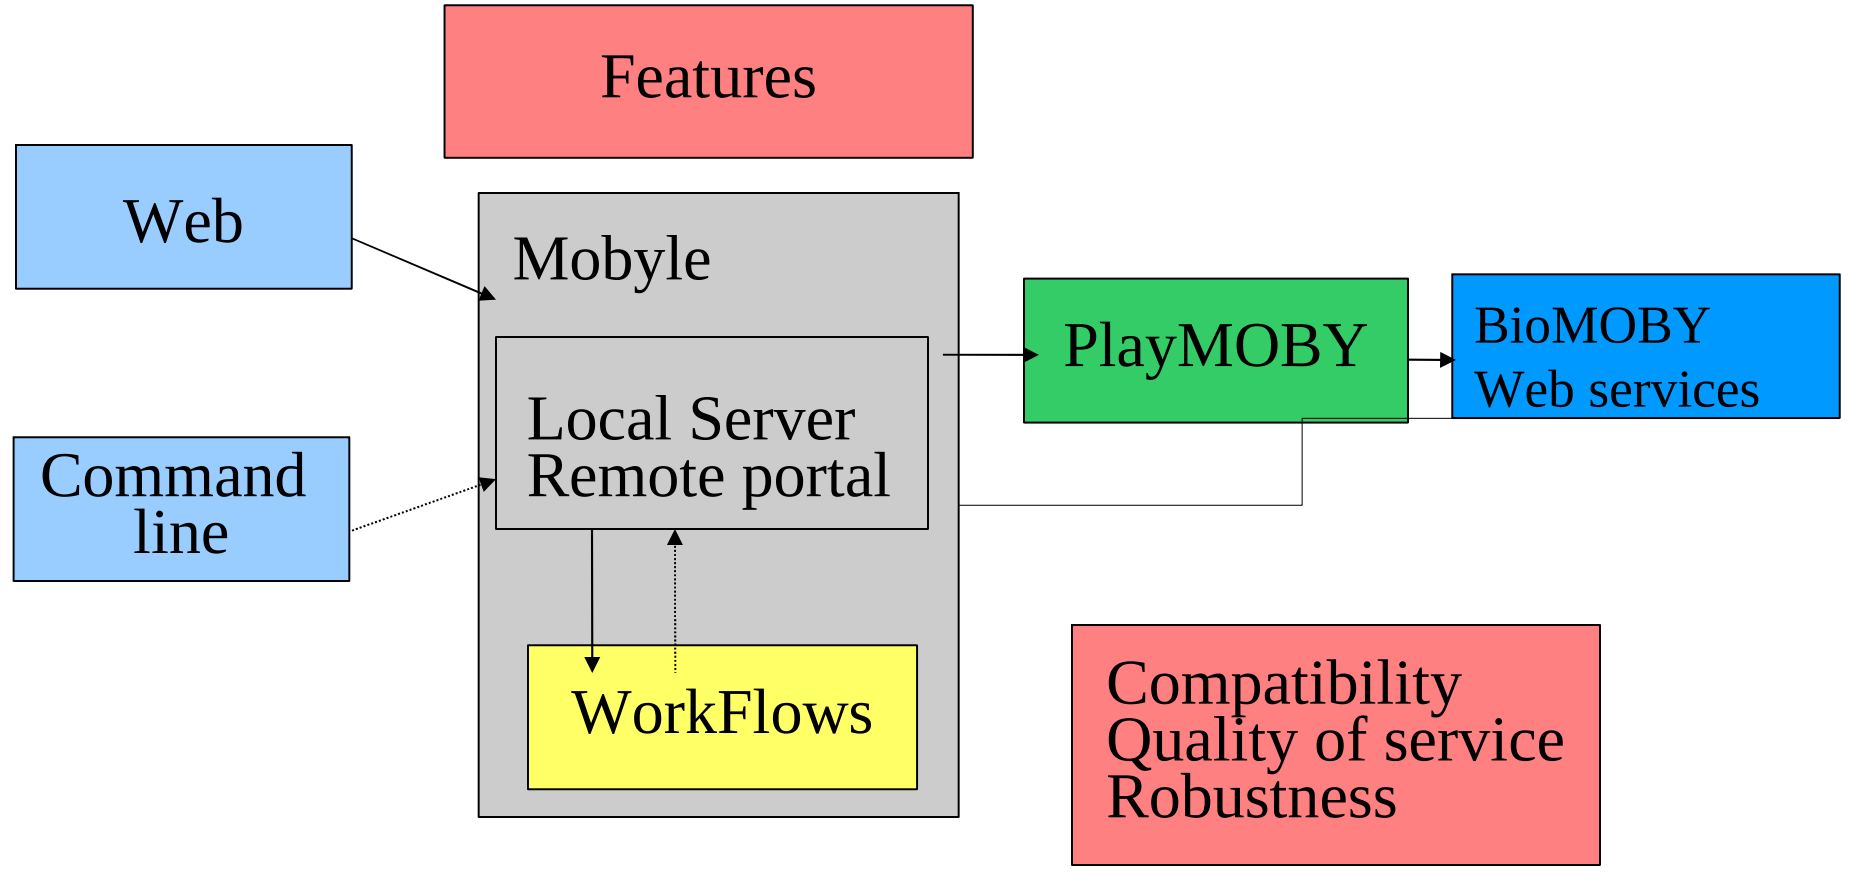 Features
Web
Mobyle
PlayMOBY
BioMOBY
Web services
Local Server
Remote portal
Command
line
WorkFlows
Compatibility
Quality of service
Robustness